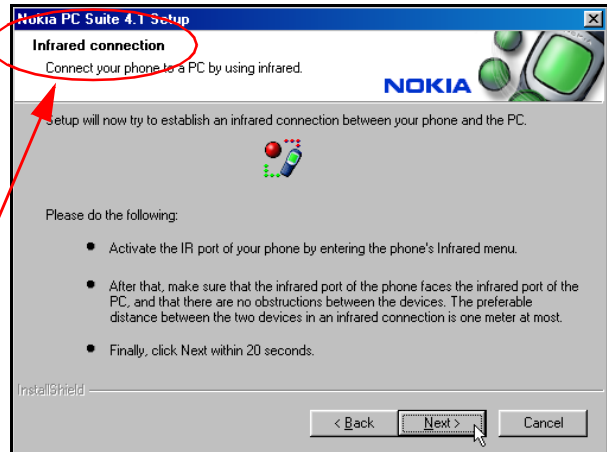 Nokia PC Suite 4.1 Setup
Infrared connection
Connect your phone to a PC by using infrared.
NOKIA
Setup will now try to establish an infrared connection between your phone and the PC.
Please do the following:
Activate the IR port of your phone by entering the phone's Infrared menu.
After that, make sure that the infrared port of the phone faces the infrared port of the
PC, and that there are no obstructions between the devices. The preferable
distance between the two devices in an infrared connection is one meter at most.
Finally, click Next within 20 seconds.
InstallShield
< Back Next > Cancel